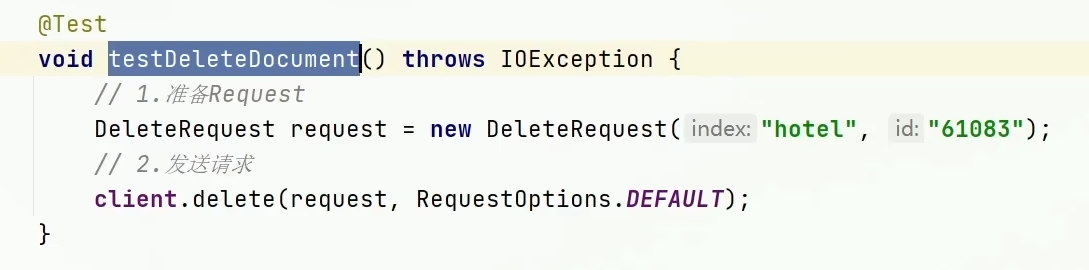 @Test
void testDeleteDocument() throws IOException {
// 1.准备Request
DeleteRequest request = new DeleteRequest( index: "hotel", id: "61083");
// 2.发送请求
client.delete(request, RequestOptions.DEFAULT);
}